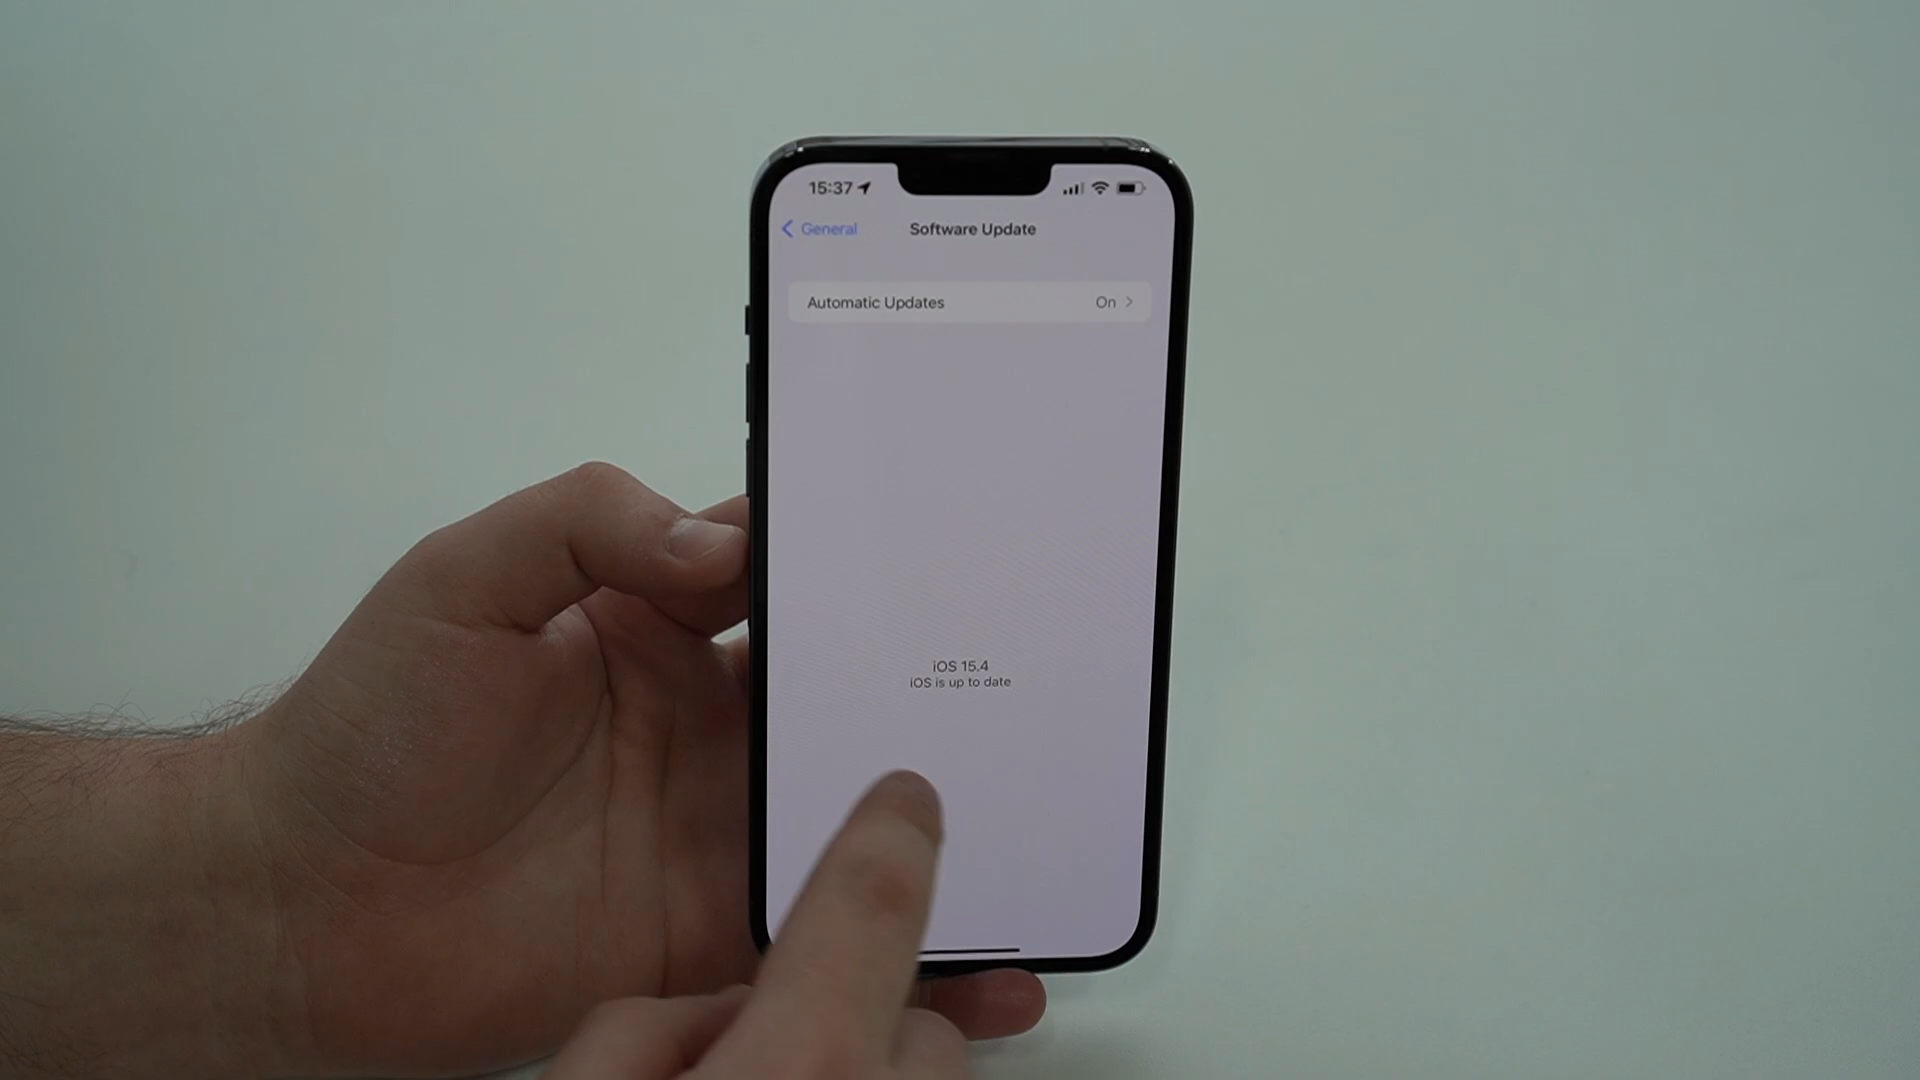 15:37
General
Software Update
Automatic Updates On
iOS 15.4
iOS is up to date